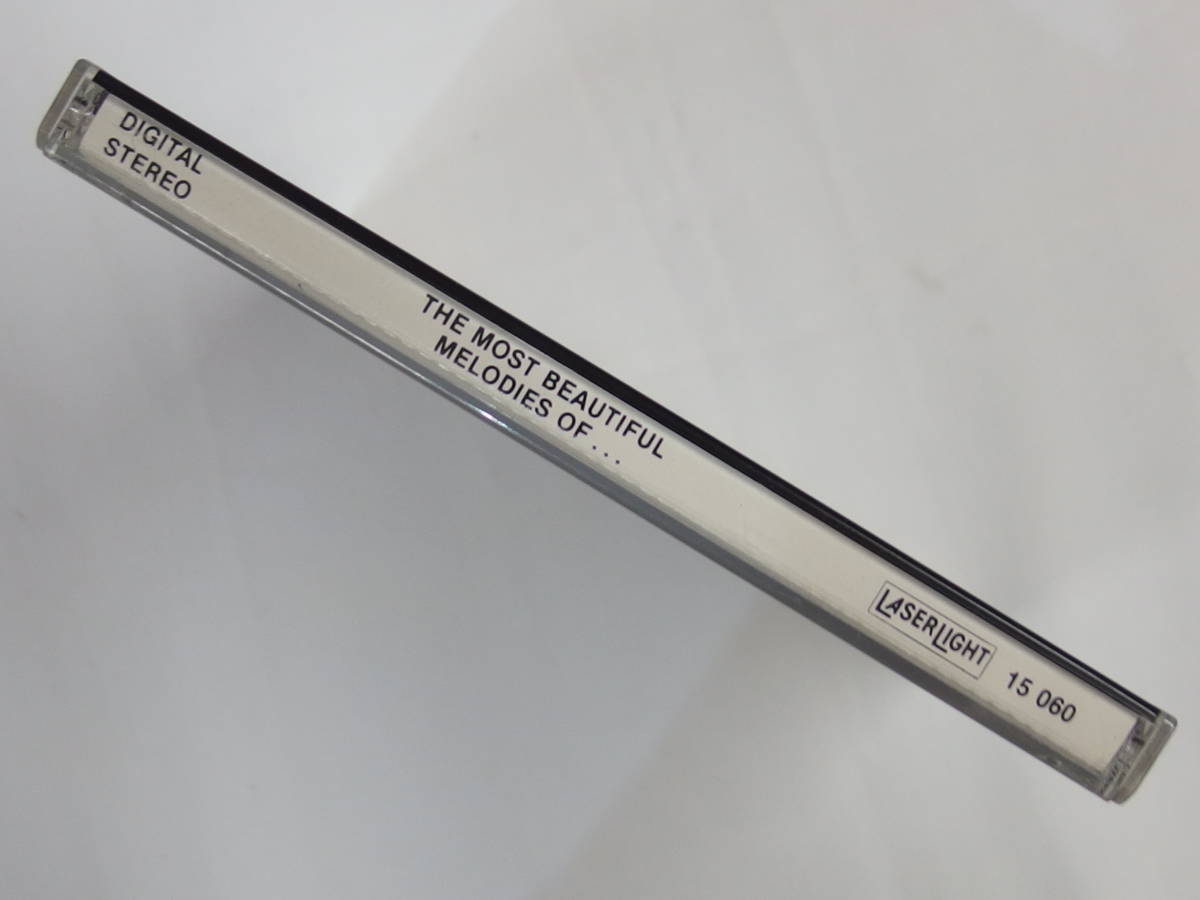 DIGITAL
STEREO
THE MOST BEAUTIFUL
MELODIES OF...
LASERLIGHT
15 060